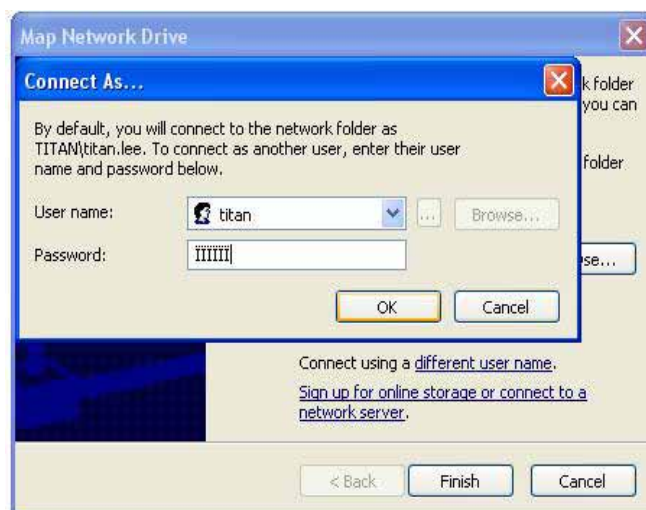 Map Network Drive
Connect As...
k folder
you can
By default, you will connect to the network folder as
TITAN\titan.lee. To connect as another user, enter their user
name and password below.
folder
User name:
titan
...
Browse...
Password:
ÏÏÏÏÏÏ
se...
OK
Cancel
Connect using a different user name.
Sign up for online storage or connect to a
network server.
< Back
Finish
Cancel